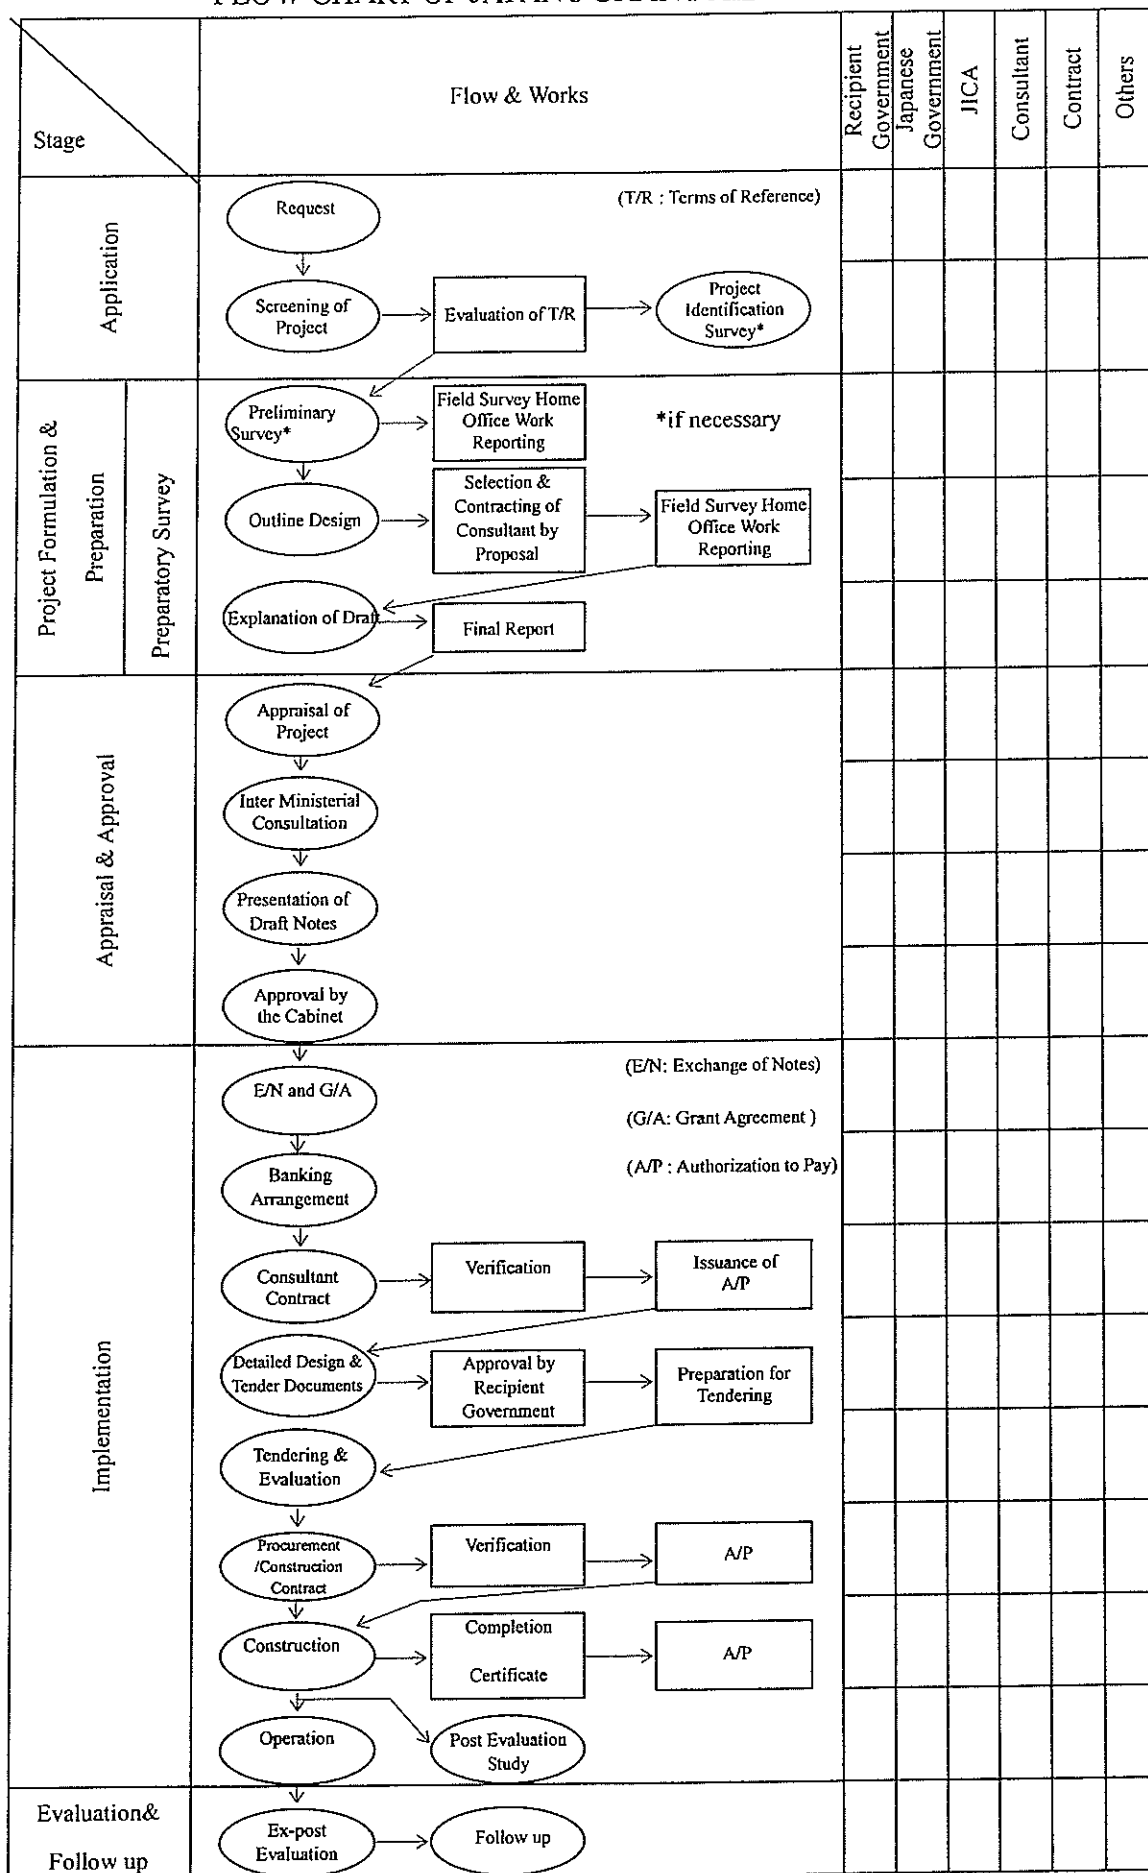 Stage
Flow & Works
Recipient
Government
Japanese
Government
JICA
Consultant
Contract
Others
Application
Request
(T/R : Terms of Reference)
Screening of
Project
Evaluation of T/R
Project
Identification
Survey*
Project Formulation &
Preparation
Preparatory Survey
Preliminary
Survey*
Field Survey Home
Office Work
Reporting
*if necessary
Outline Design
Selection &
Contracting of
Consultant by
Proposal
Field Survey Home
Office Work
Reporting
Explanation of Draft
Final Report
Appraisal & Approval
Appraisal of
Project
Inter Ministerial
Consultation
Presentation of
Draft Notes
Approval by
the Cabinet
Implementation
E/N and G/A
(E/N: Exchange of Notes)
(G/A: Grant Agreement )
(A/P : Authorization to Pay)
Banking
Arrangement
Consultant
Contract
Verification
Issuance of
A/P
Detailed Design &
Tender Documents
Approval by
Recipient
Government
Preparation for
Tendering
Tendering &
Evaluation
Procurement
/Construction
Contract
Verification
A/P
Construction
Completion
Certificate
A/P
Operation
Post Evaluation
Study
Evaluation&
Follow up
Ex-post
Evaluation
Follow up